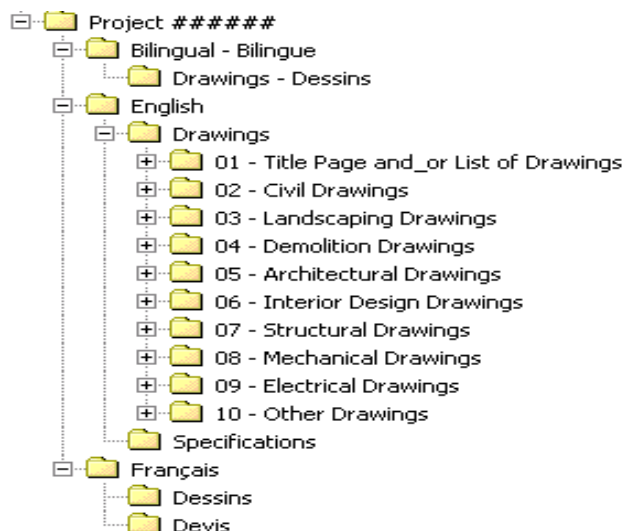 Project ######
Bilingual - Bilingue
Drawings - Dessins
English
Drawings
01 - Title Page and_or List of Drawings
02 - Civil Drawings
03 - Landscaping Drawings
04 - Demolition Drawings
05 - Architectural Drawings
06 - Interior Design Drawings
07 - Structural Drawings
08 - Mechanical Drawings
09 - Electrical Drawings
10 - Other Drawings
Specifications
Français
Dessins
Devis